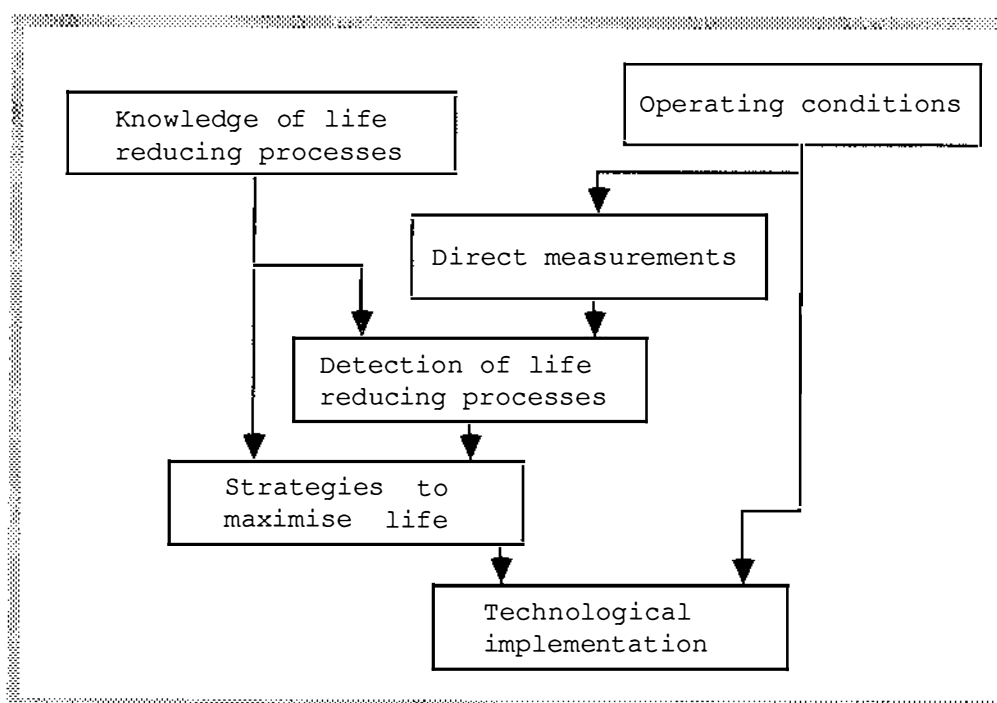 Knowledge of life
reducing processes
Operating conditions
Direct measurements
Detection of life
reducing processes
Strategies to
maximise life
Technological
implementation